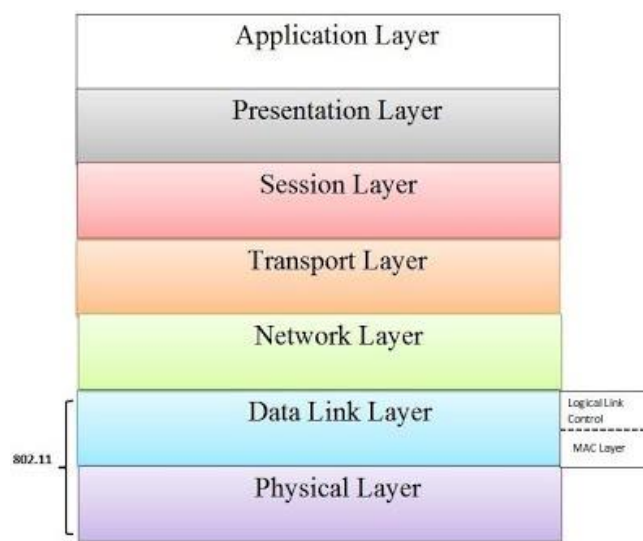 Application Layer
Presentation Layer
Session Layer
Transport Layer
Network Layer
Data Link Layer
Logical Link
Control
MAC Layer
802.11
Physical Layer